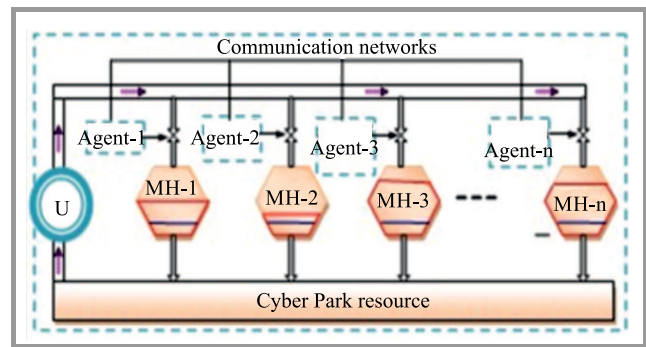 Communication networks
Agent-1
Agent-2
Agent-3
Agent-n
MH-1
MH-2
MH-3
MH-n
U
Cyber Park resource